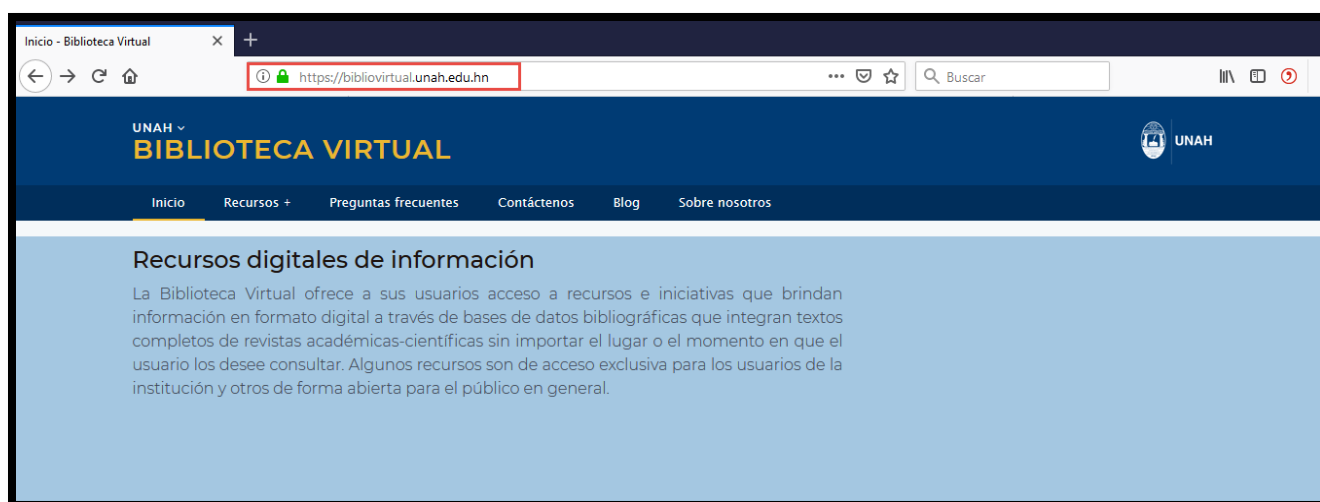 Inicio - Biblioteca Virtual
https://bibliovirtual.unah.edu.hn
Buscar
UNAH
BIBLIOTECA VIRTUAL
UNAH
Inicio Recursos + Preguntas frecuentes Contáctenos Blog Sobre nosotros
Recursos digitales de información
La Biblioteca Virtual ofrece a sus usuarios acceso a recursos e iniciativas que brindan
información en formato digital a través de bases de datos bibliográficas que integran textos
completos de revistas académicas-científicas sin importar el lugar o el momento en que el
usuario los desee consultar. Algunos recursos son de acceso exclusiva para los usuarios de la
institución y otros de forma abierta para el público en general.